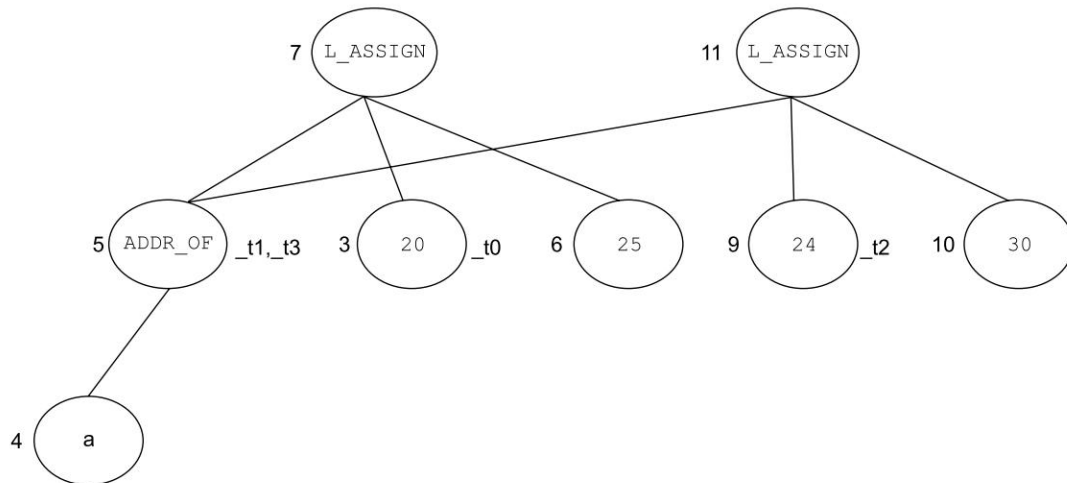 7 L_ASSIGN 11 L_ASSIGN
5 ADDR_OF _t1,_t3 3 20 _t0 6 25 9 24 _t2 10 30
4 a